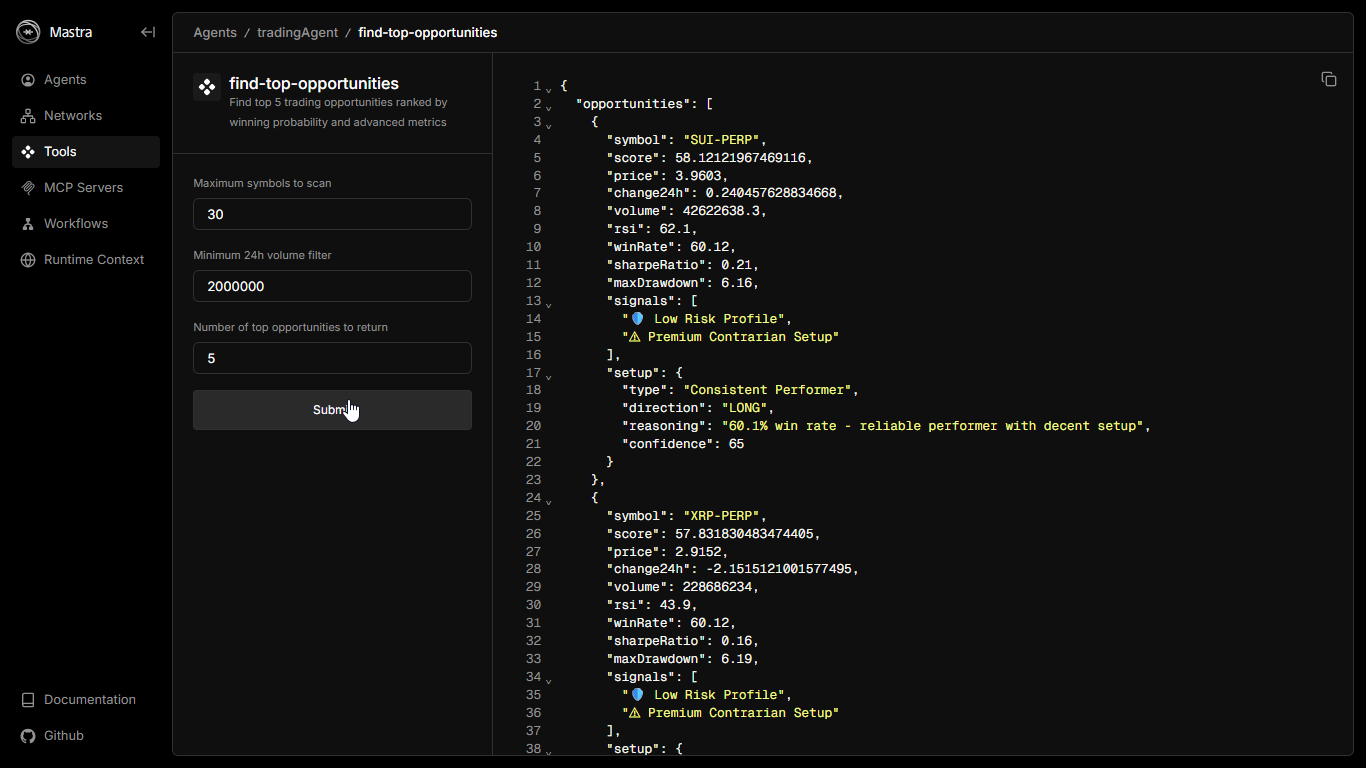 Mastra
Agents
Networks
Tools
MCP Servers
Workflows
Runtime Context
Documentation
Github
Agents / tradingAgent / find-top-opportunities
find-top-opportunities
Find top 5 trading opportunities ranked by
winning probability and advanced metrics
Maximum symbols to scan
30
Minimum 24h volume filter
2000000
Number of top opportunities to return
5
Submit
1 {
2 "opportunities": [
3 {
4 "symbol": "SUI-PERP",
5 "score": 58.12121967469116,
6 "price": 3.9603,
7 "change24h": 0.240457628834668,
8 "volume": 42622638.3,
9 "rsi": 62.1,
10 "winRate": 60.12,
11 "sharpeRatio": 0.21,
12 "maxDrawdown": 6.16,
13 "signals": [
14 "🛡️ Low Risk Profile",
15 "⚠ Premium Contrarian Setup"
16 ],
17 "setup": {
18 "type": "Consistent Performer",
19 "direction": "LONG",
20 "reasoning": "60.1% win rate - reliable performer with decent setup",
21 "confidence": 65
22 }
23 },
24 {
25 "symbol": "XRP-PERP",
26 "score": 57.831830483474405,
27 "price": 2.9152,
28 "change24h": -2.1515121001577495,
29 "volume": 228686234,
30 "rsi": 43.9,
31 "winRate": 60.12,
32 "sharpeRatio": 0.16,
33 "maxDrawdown": 6.19,
34 "signals": [
35 "🛡️ Low Risk Profile",
36 "⚠ Premium Contrarian Setup"
37 ],
38 "setup": {